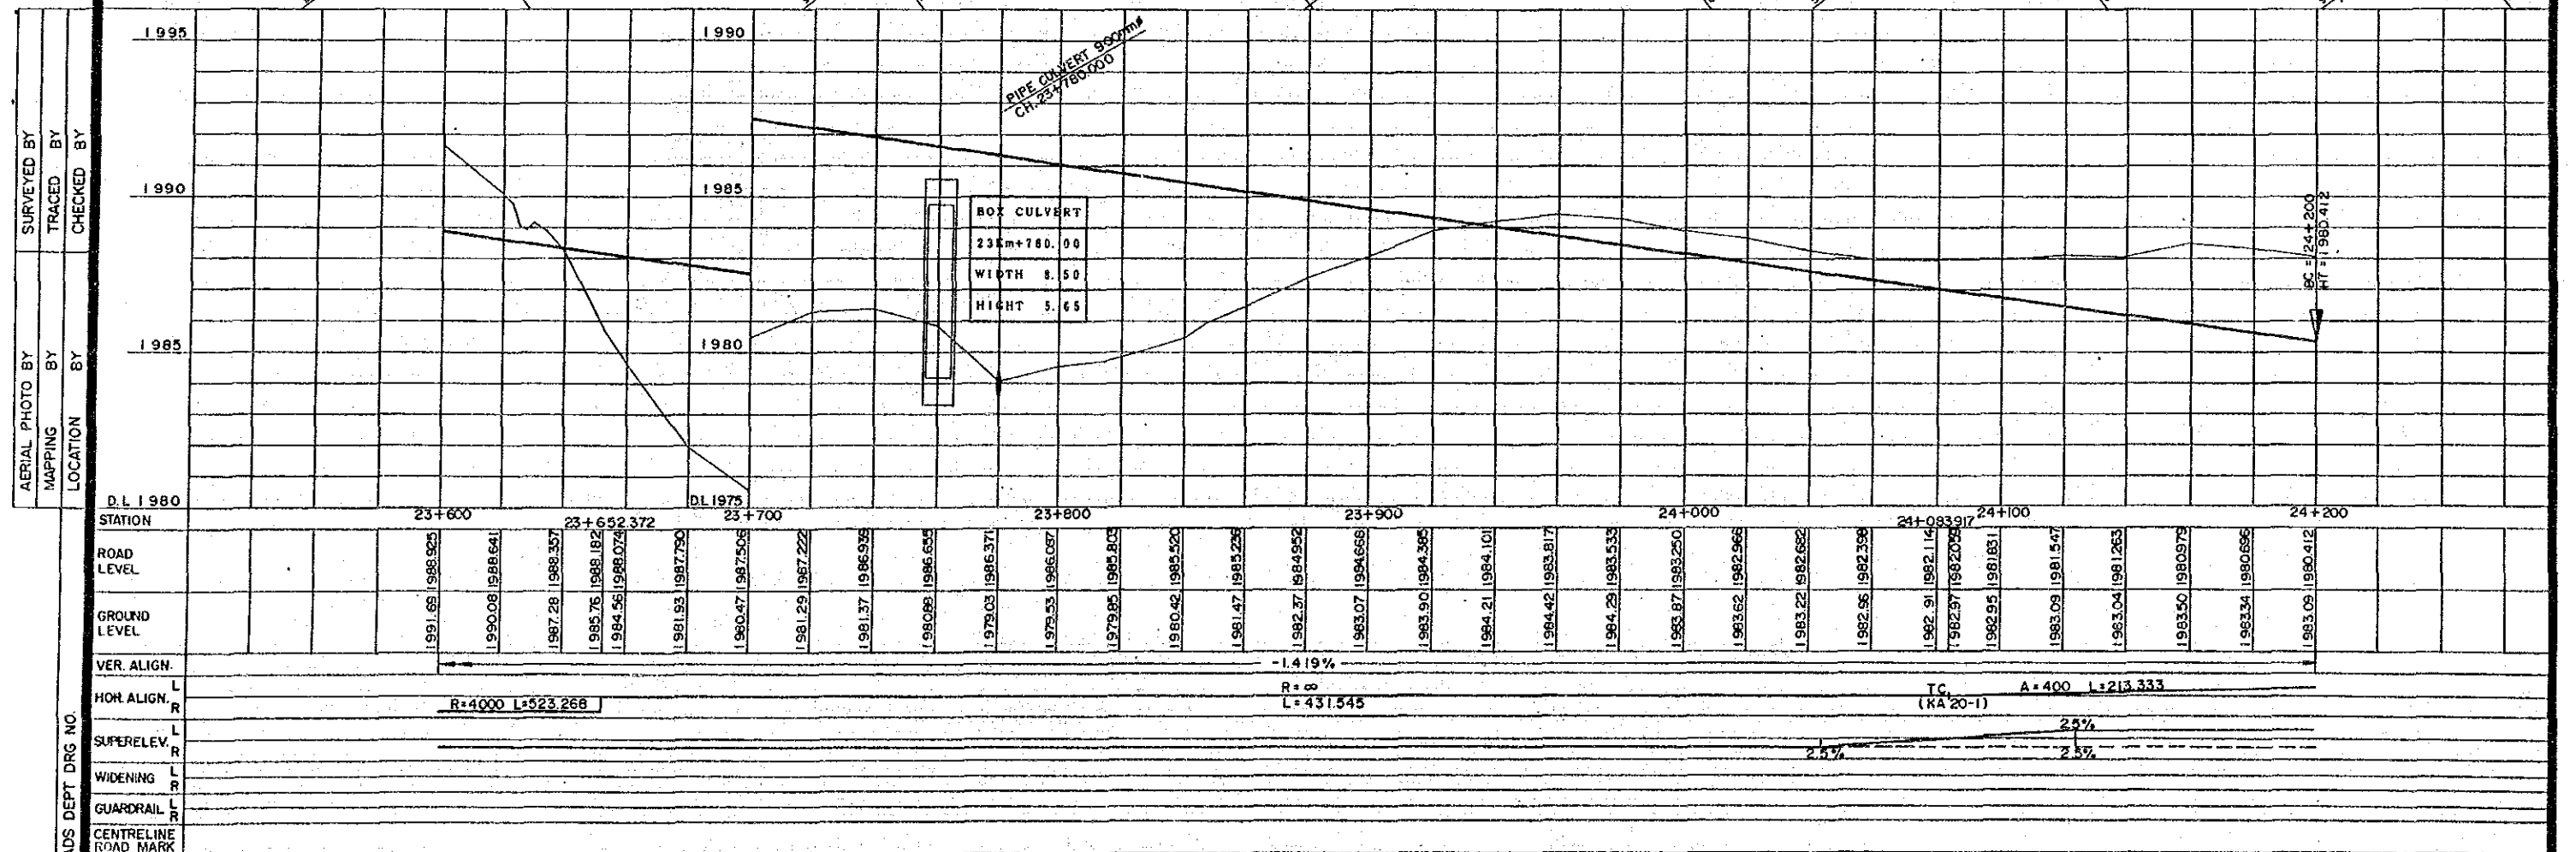 SURVEYED BY
TRACED BY
CHECKED BY
AERIAL PHOTO BY
MAPPING BY
LOCATION BY
ADS DEPT DRG NO.
1995
1990
1990
1985
1985
1980
D.L 1980
D.L 1975
PIPE CULVERT 900mmø
CH. 23+780.000
BOX CULVERT
23Km+760.00
WIDTH 8.50
HIGHT 5.65
BC = 24+200
HT = 1980.412
STATION 23+600 23+652.372 23+700 23+800 23+900 24+000 24+083.917 24+100 24+200
ROAD LEVEL 1988.925 1988.641 1988.357 1988.182 1988.074 1987.790 1987.506 1987.222 1986.939 1986.655 1986.371 1986.087 1985.803 1985.520 1985.236 1984.952 1984.668 1984.385 1984.101 1983.817 1983.533 1983.250 1982.966 1982.682 1982.398 1982.114 1982.059 1981.831 1981.547 1981.263 1980.979 1980.696 1980.412
GROUND LEVEL 1991.69 1990.08 1987.28 1985.76 1984.56 1981.93 1980.47 1981.29 1981.37 1980.88 1979.03 1979.53 1979.85 1980.42 1981.47 1982.37 1983.07 1983.90 1984.21 1984.42 1984.29 1983.87 1983.62 1983.22 1982.96 1982.91 1982.97 1982.95 1983.09 1983.04 1983.50 1983.34 1983.09
VER. ALIGN. -1.419%
HOR. ALIGN. L R
R=4000 L=523.268
R=∞
L=431.545
TC,
(KA 20-1)
A=400 L=213.333
SUPERELEV. L R
2.5%
2.5%
2.5%
WIDENING L R
GUARDRAIL L R
CENTRELINE
ROAD MARK